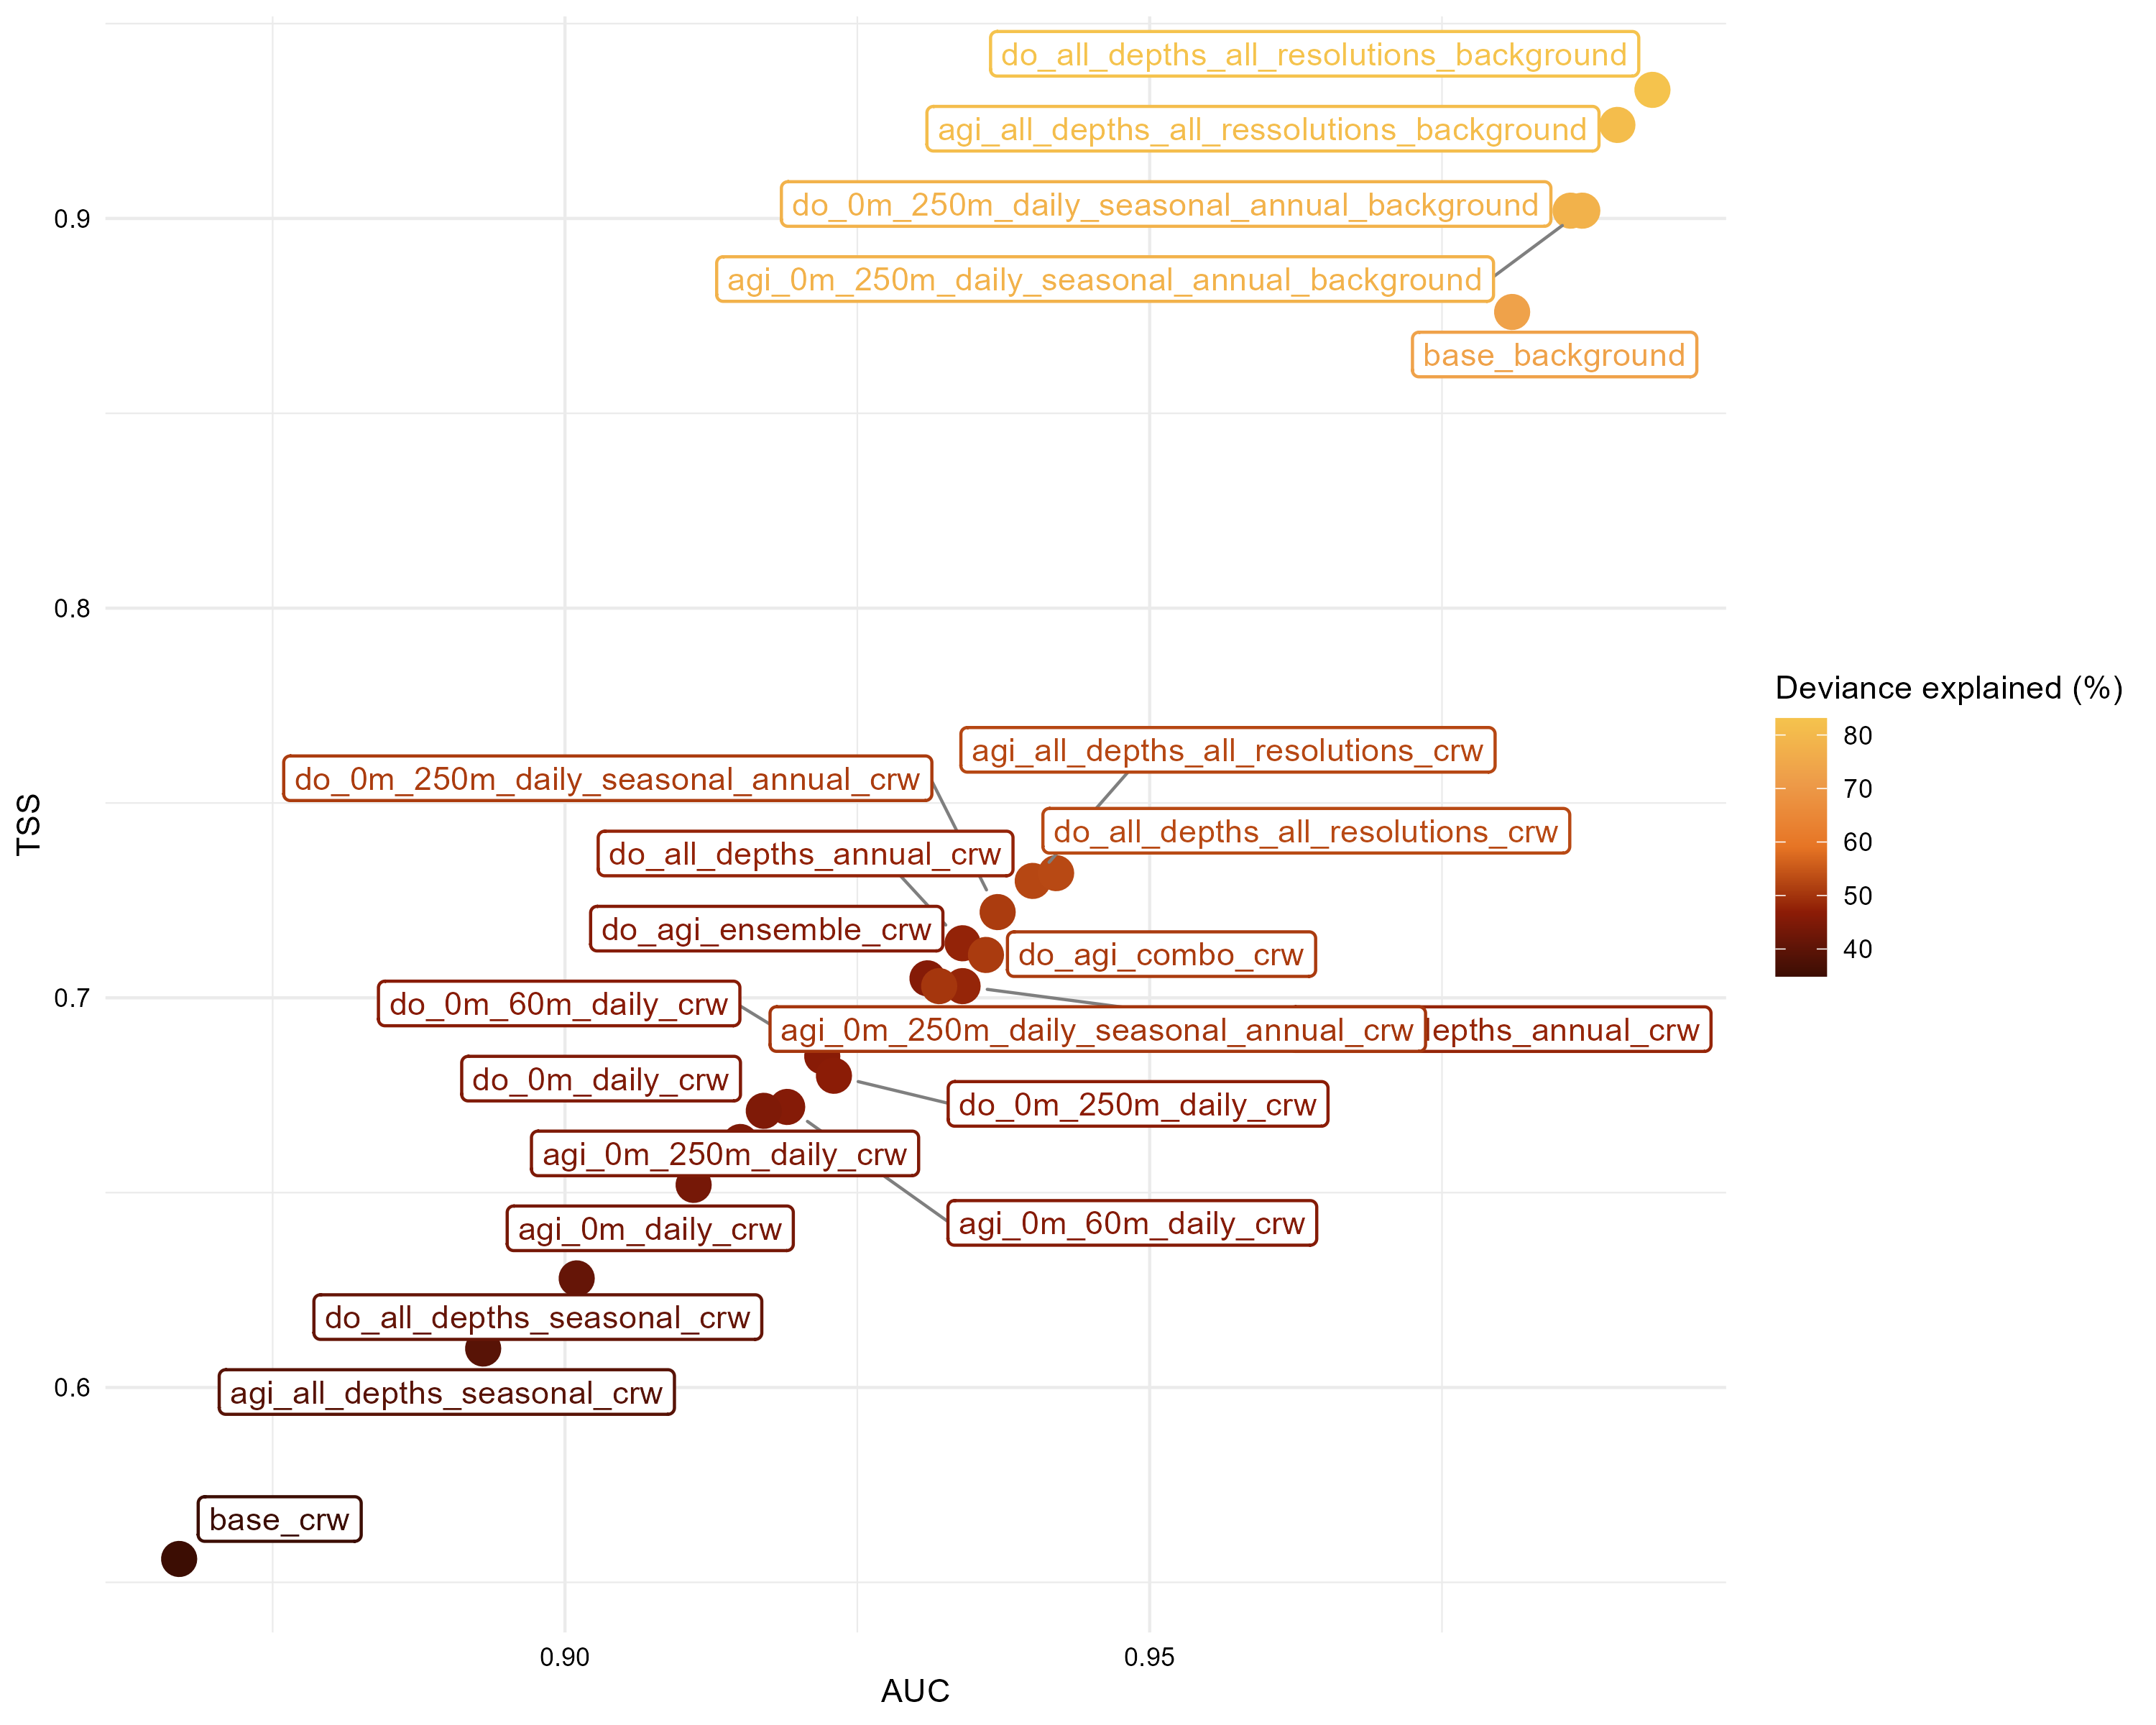 do_all_depths_all_resolutions_background
agi_all_depths_all_ressolutions_background
do_0m_250m_daily_seasonal_annual_background
agi_0m_250m_daily_seasonal_annual_background
base_background
agi_all_depths_all_resolutions_crw
do_0m_250m_daily_seasonal_annual_crw
do_all_depths_all_resolutions_crw
do_all_depths_annual_crw
do_agi_ensemble_crw
do_agi_combo_crw
do_0m_60m_daily_crw
agi_0m_250m_daily_seasonal_annual_crw
depths_annual_crw
do_0m_daily_crw
do_0m_250m_daily_crw
agi_0m_250m_daily_crw
agi_0m_60m_daily_crw
agi_0m_daily_crw
do_all_depths_seasonal_crw
agi_all_depths_seasonal_crw
base_crw
0.9
0.8
0.7
0.6
TSS
0.90
0.95
AUC
Deviance explained (%)
80
70
60
50
40